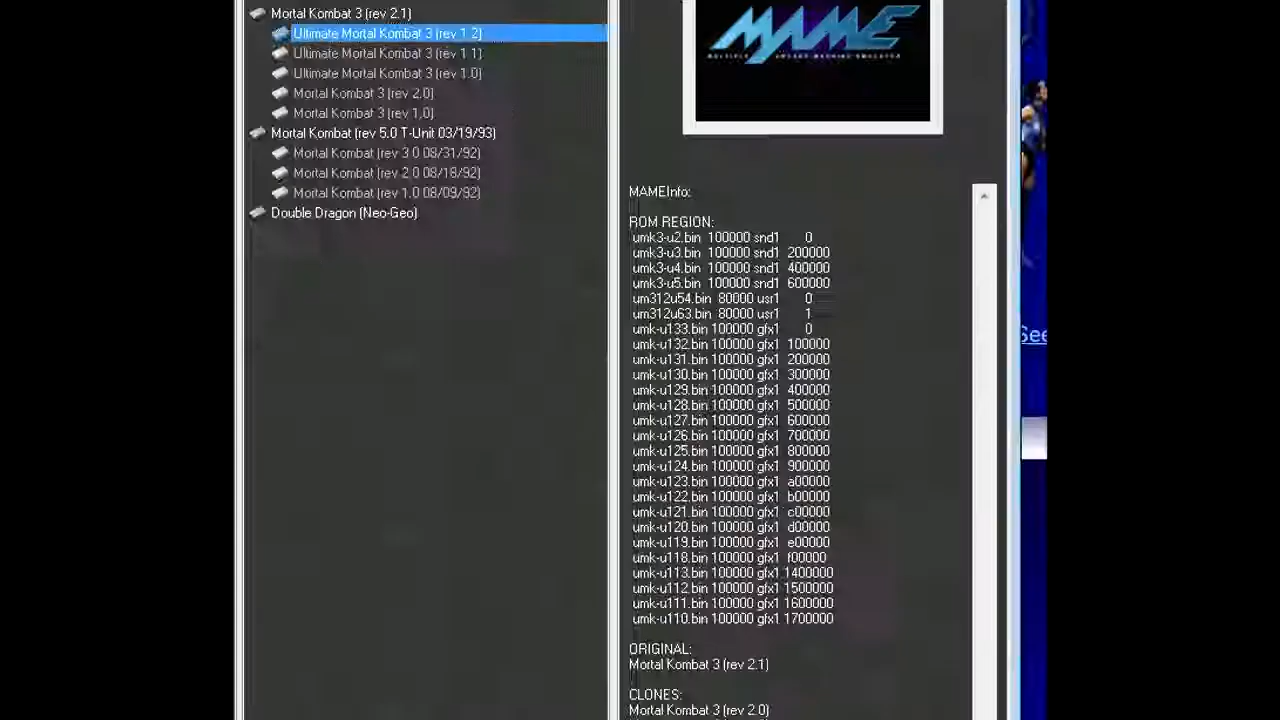 Mortal Kombat 3 (rev 2.1)
Ultimate Mortal Kombat 3 (rev 1.2)
Ultimate Mortal Kombat 3 (rev 1.1)
Ultimate Mortal Kombat 3 (rev 1.0)
Mortal Kombat 3 (rev 2.0)
Mortal Kombat 3 (rev 1.0)
Mortal Kombat (rev 5.0 T-Unit 03/19/93)
Mortal Kombat (rev 3.0 08/31/92)
Mortal Kombat (rev 2.0 08/18/92)
Mortal Kombat (rev 1.0 08/09/92)
Double Dragon (Neo-Geo)
MAME
MULTIPLE ARCADE MACHINE EMULATOR
MAMEInfo:
ROM REGION:
umk3-u2.bin 100000 snd1 0
umk3-u3.bin 100000 snd1 200000
umk3-u4.bin 100000 snd1 400000
umk3-u5.bin 100000 snd1 600000
um312u54.bin 80000 usr1 0
um312u63.bin 80000 usr1 1
umk-u133.bin 100000 gfx1 0
umk-u132.bin 100000 gfx1 100000
umk-u131.bin 100000 gfx1 200000
umk-u130.bin 100000 gfx1 300000
umk-u129.bin 100000 gfx1 400000
umk-u128.bin 100000 gfx1 500000
umk-u127.bin 100000 gfx1 600000
umk-u126.bin 100000 gfx1 700000
umk-u125.bin 100000 gfx1 800000
umk-u124.bin 100000 gfx1 900000
umk-u123.bin 100000 gfx1 a00000
umk-u122.bin 100000 gfx1 b00000
umk-u121.bin 100000 gfx1 c00000
umk-u120.bin 100000 gfx1 d00000
umk-u119.bin 100000 gfx1 e00000
umk-u118.bin 100000 gfx1 f00000
umk-u113.bin 100000 gfx1 1400000
umk-u112.bin 100000 gfx1 1500000
umk-u111.bin 100000 gfx1 1600000
umk-u110.bin 100000 gfx1 1700000
ORIGINAL:
Mortal Kombat 3 (rev 2.1)
CLONES:
Mortal Kombat 3 (rev 2.0)
See